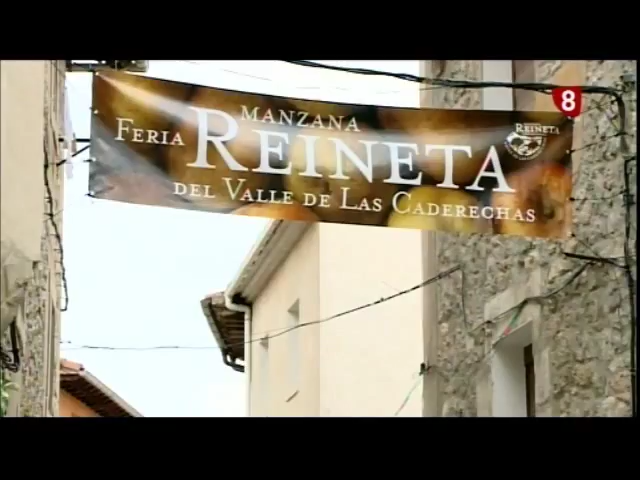 MANZANA
FERIA REINETA
DEL VALLE DE LAS CADERECHAS
REINETA
8